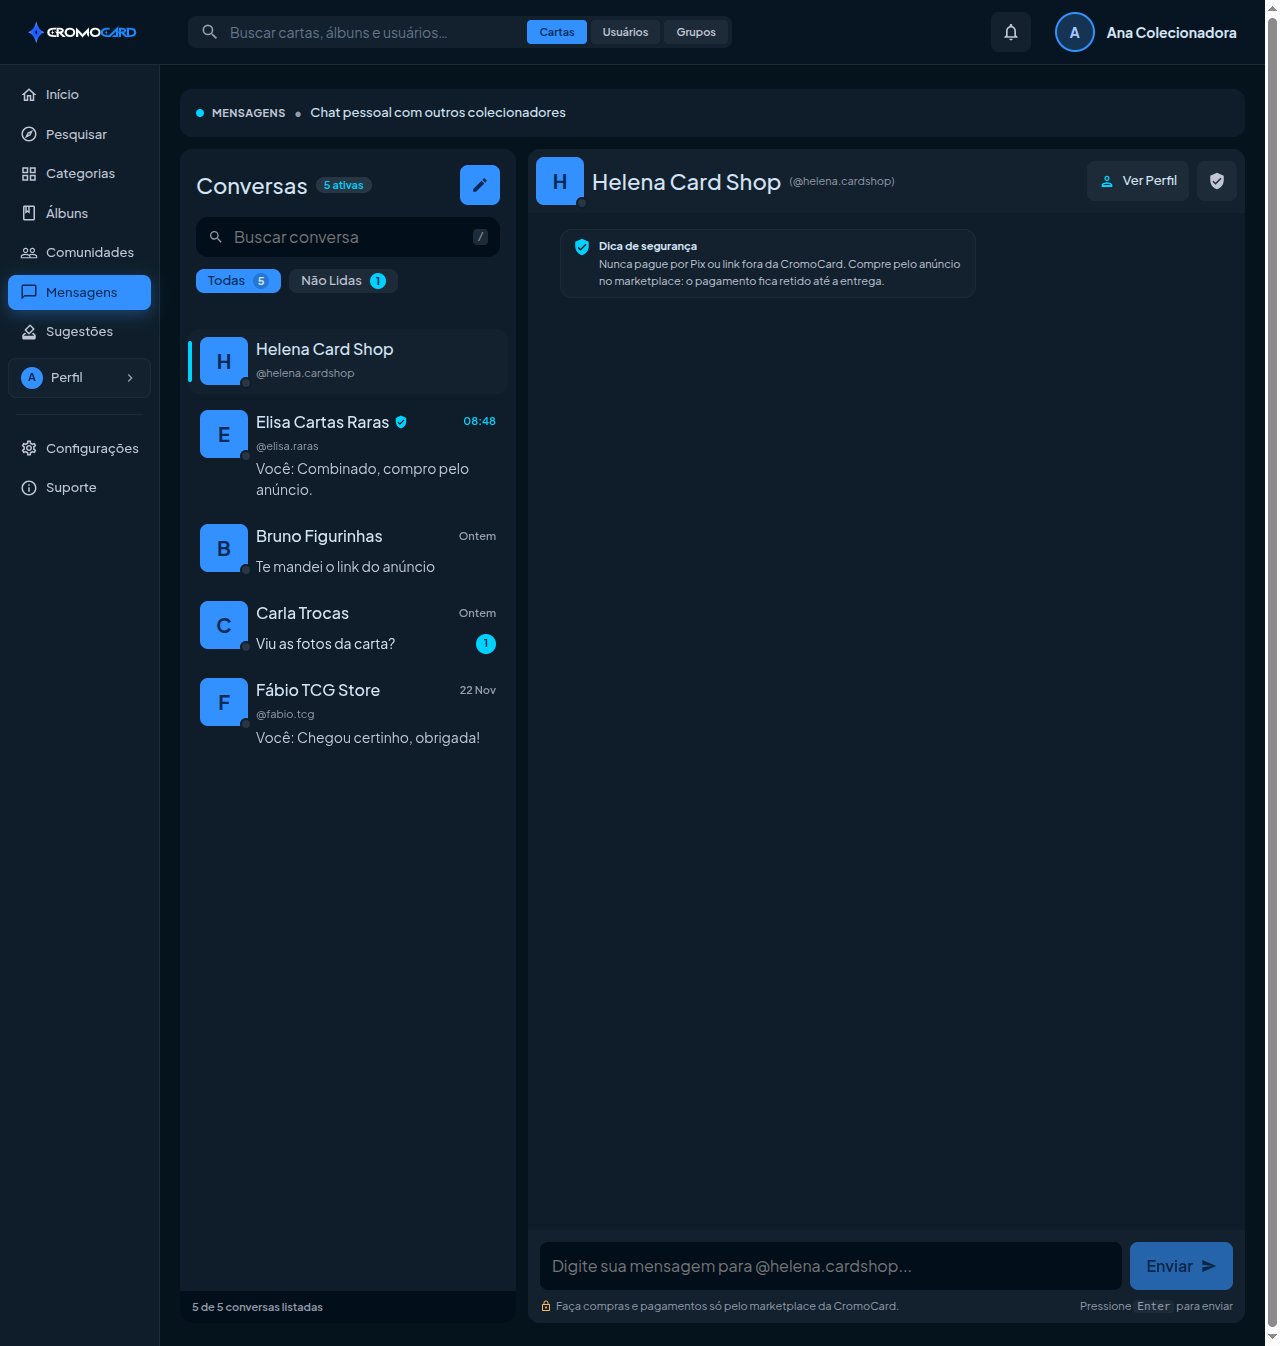 CROMOCARD
Buscar cartas, álbuns e usuários...
Cartas
Usuários
Grupos
A
Ana Colecionadora
Início
Pesquisar
Categorias
Álbuns
Comunidades
Mensagens
Sugestões
A
Perfil
Configurações
Suporte
MENSAGENS
Chat pessoal com outros colecionadores
Conversas
5 ativas
Buscar conversa
/
Todas 5
Não Lidas 1
H
Helena Card Shop
@helena.cardshop
E
Elisa Cartas Raras
08:48
@elisa.raras
Você: Combinado, compro pelo
anúncio.
B
Bruno Figurinhas
Ontem
Te mandei o link do anúncio
C
Carla Trocas
Ontem
Viu as fotos da carta?
1
F
Fábio TCG Store
22 Nov
@fabio.tcg
Você: Chegou certinho, obrigada!
5 de 5 conversas listadas
H
Helena Card Shop
(@helena.cardshop)
Ver Perfil
Dica de segurança
Nunca pague por Pix ou link fora da CromoCard. Compre pelo anúncio
no marketplace: o pagamento fica retido até a entrega.
Digite sua mensagem para @helena.cardshop...
Enviar
Faça compras e pagamentos só pelo marketplace da CromoCard.
Pressione Enter para enviar